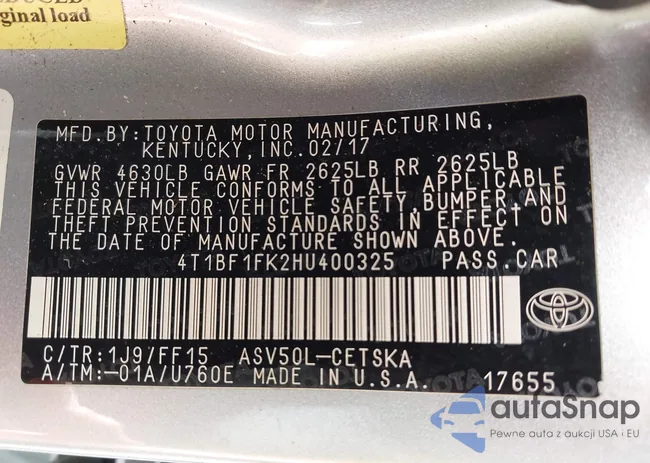 ginal load
MFD.BY:TOYOTA MOTOR MANUFACTURING,
KENTUCKY, INC.02/17
GVWR 4630LB GAWR FR 2625LB RR 2625LB
THIS VEHICLE CONFORMS TO ALL APPLICABLE
FEDERAL MOTOR VEHICLE SAFETY, BUMPER, AND
THEFT PREVENTION STANDARDS IN EFFECT ON
THE DATE OF MANUFACTURE SHOWN ABOVE.
4T1BF1FK2HU400325 PASS.CAR
C/TR:1J9/FF15 ASV50L-CETSKA
A/TM:-01A/U760E MADE IN U.S.A. 17655
autaSnap
Pewne auta z aukcji USA i EU